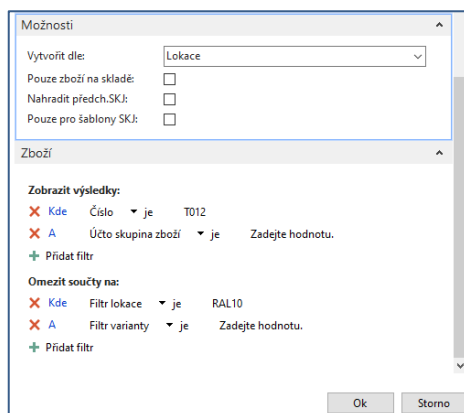 Možnosti
Vytvořit dle: Lokace
Pouze zboží na skladě:
Nahradit předch.SKJ:
Pouze pro šablony SKJ:
Zboží
Zobrazit výsledky:
Kde Číslo je T012
A Účto skupina zboží je Zadejte hodnotu.
Přidat filtr
Omezit součty na:
Kde Filtr lokace je RAL10
A Filtr varianty je Zadejte hodnotu.
Přidat filtr
Ok Storno